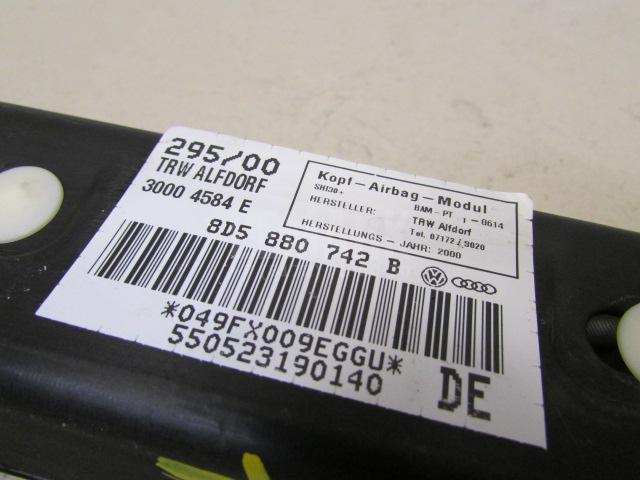 295/00
TRW ALFDORF
3000 4584 E
Kopf-Airbag-Modul
SHI30+ BAM-PT 1-0614
HERSTELLER: TRW Alfdorf
Tel. 07172/3020
HERSTELLUNGS-JAHR: 2000
8D5 880 742 B
*049FX009EGGU*
550523190140
DE